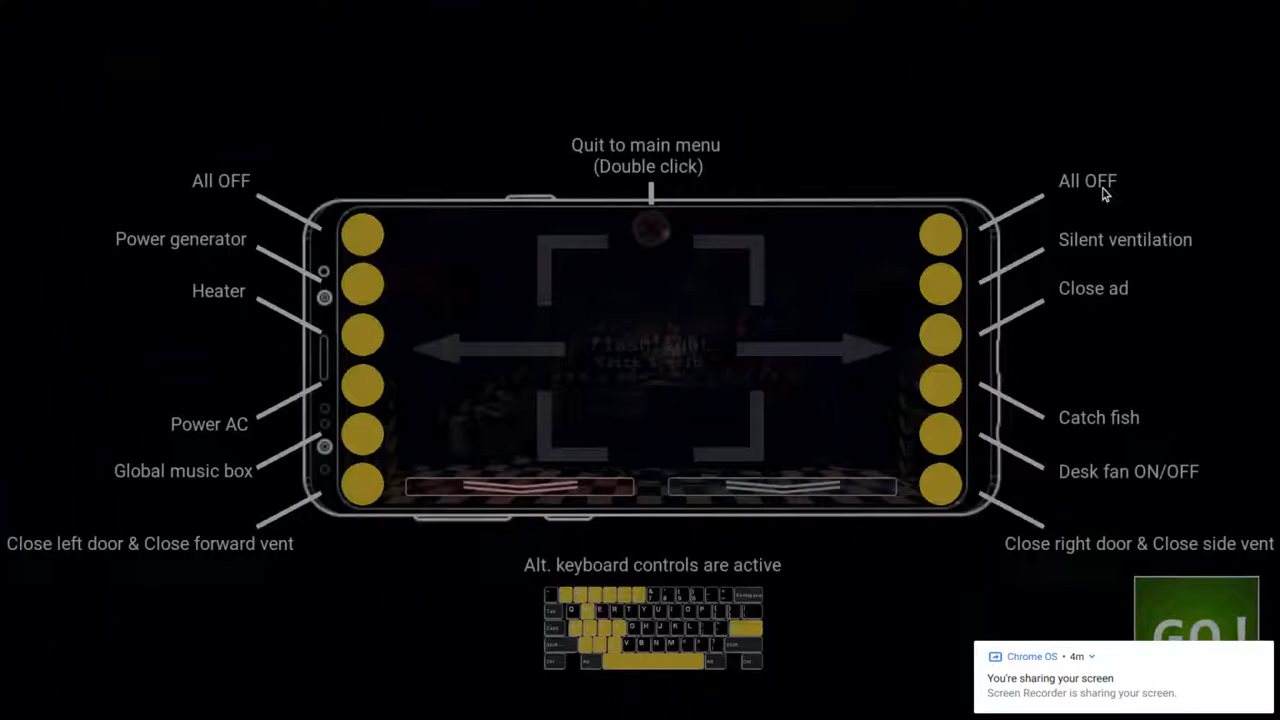 Quit to main menu
(Double click)
All OFF
All OFF
Power generator
Silent ventilation
Heater
Close ad
Power AC
Catch fish
Global music box
Desk fan ON/OFF
Close left door & Close forward vent
Close right door & Close side vent
Alt. keyboard controls are active
GO!
Chrome OS • 4m
You're sharing your screen
Screen Recorder is sharing your screen.